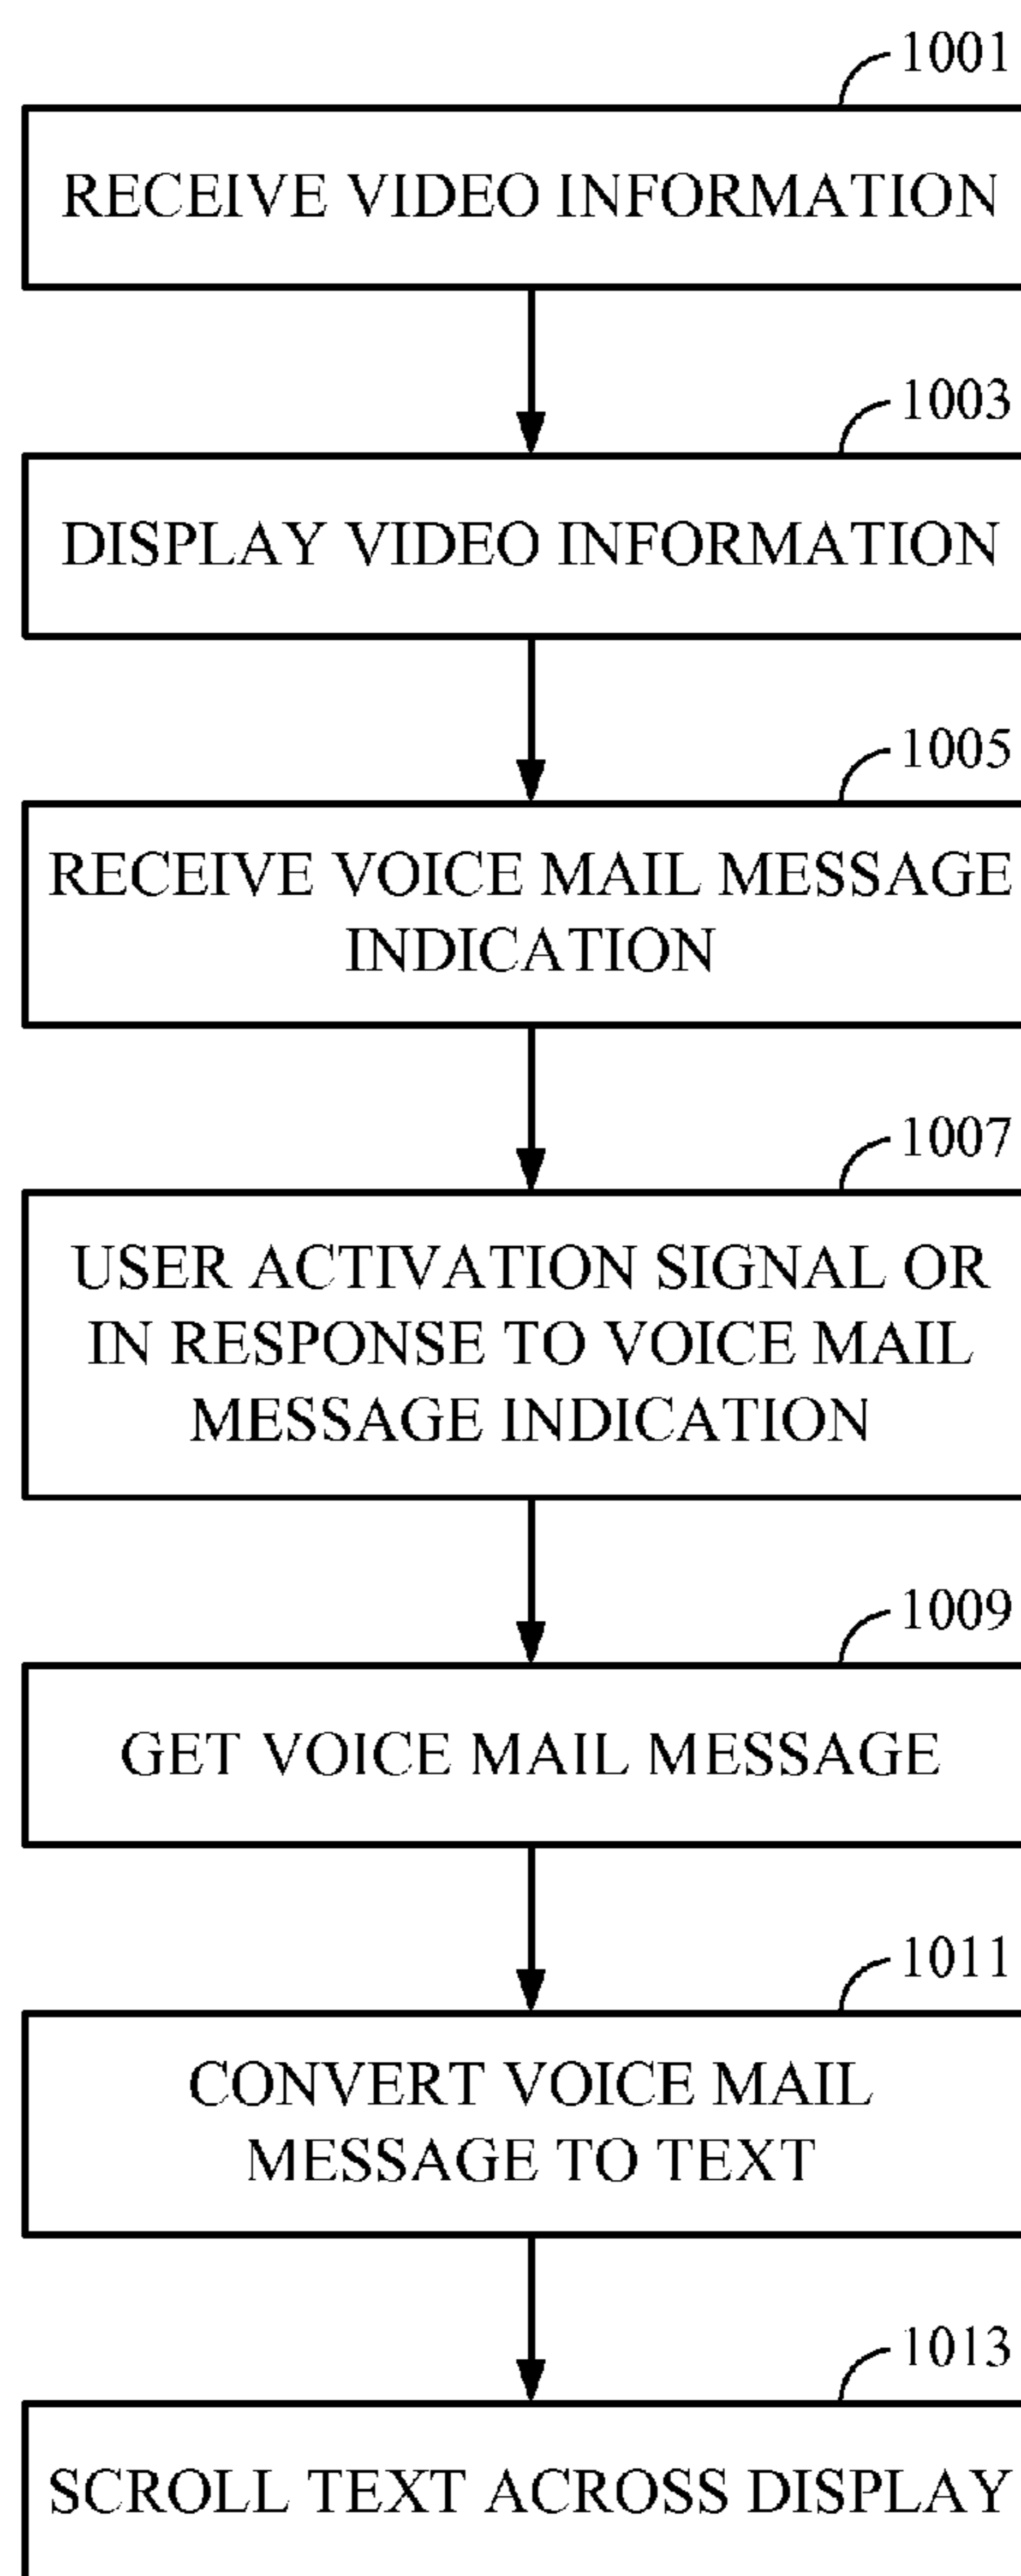 1001
RECEIVE VIDEO INFORMATION
1003
DISPLAY VIDEO INFORMATION
1005
RECEIVE VOICE MAIL MESSAGE
INDICATION
1007
USER ACTIVATION SIGNAL OR
IN RESPONSE TO VOICE MAIL
MESSAGE INDICATION
1009
GET VOICE MAIL MESSAGE
1011
CONVERT VOICE MAIL
MESSAGE TO TEXT
1013
SCROLL TEXT ACROSS DISPLAY